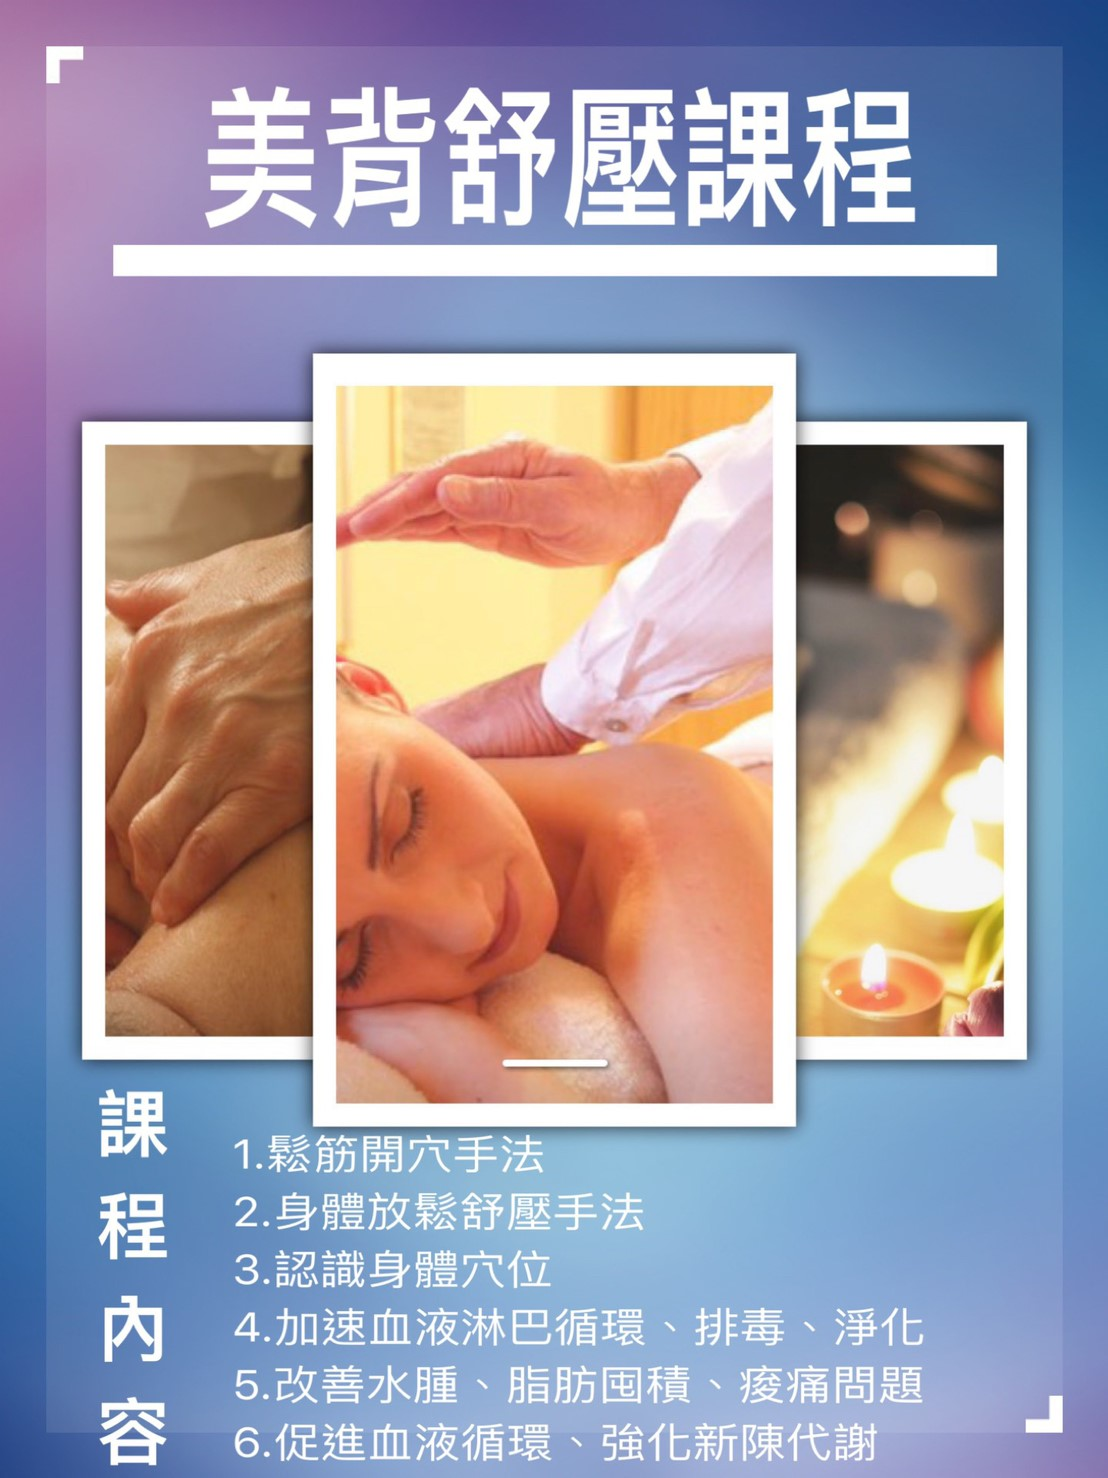 美背舒壓課程
課程內容
1.鬆筋開穴手法
2.身體放鬆舒壓手法
3.認識身體穴位
4.加速血液淋巴循環、排毒、淨化
5.改善水腫、脂肪囤積、痠痛問題
6.促進血液循環、強化新陳代謝